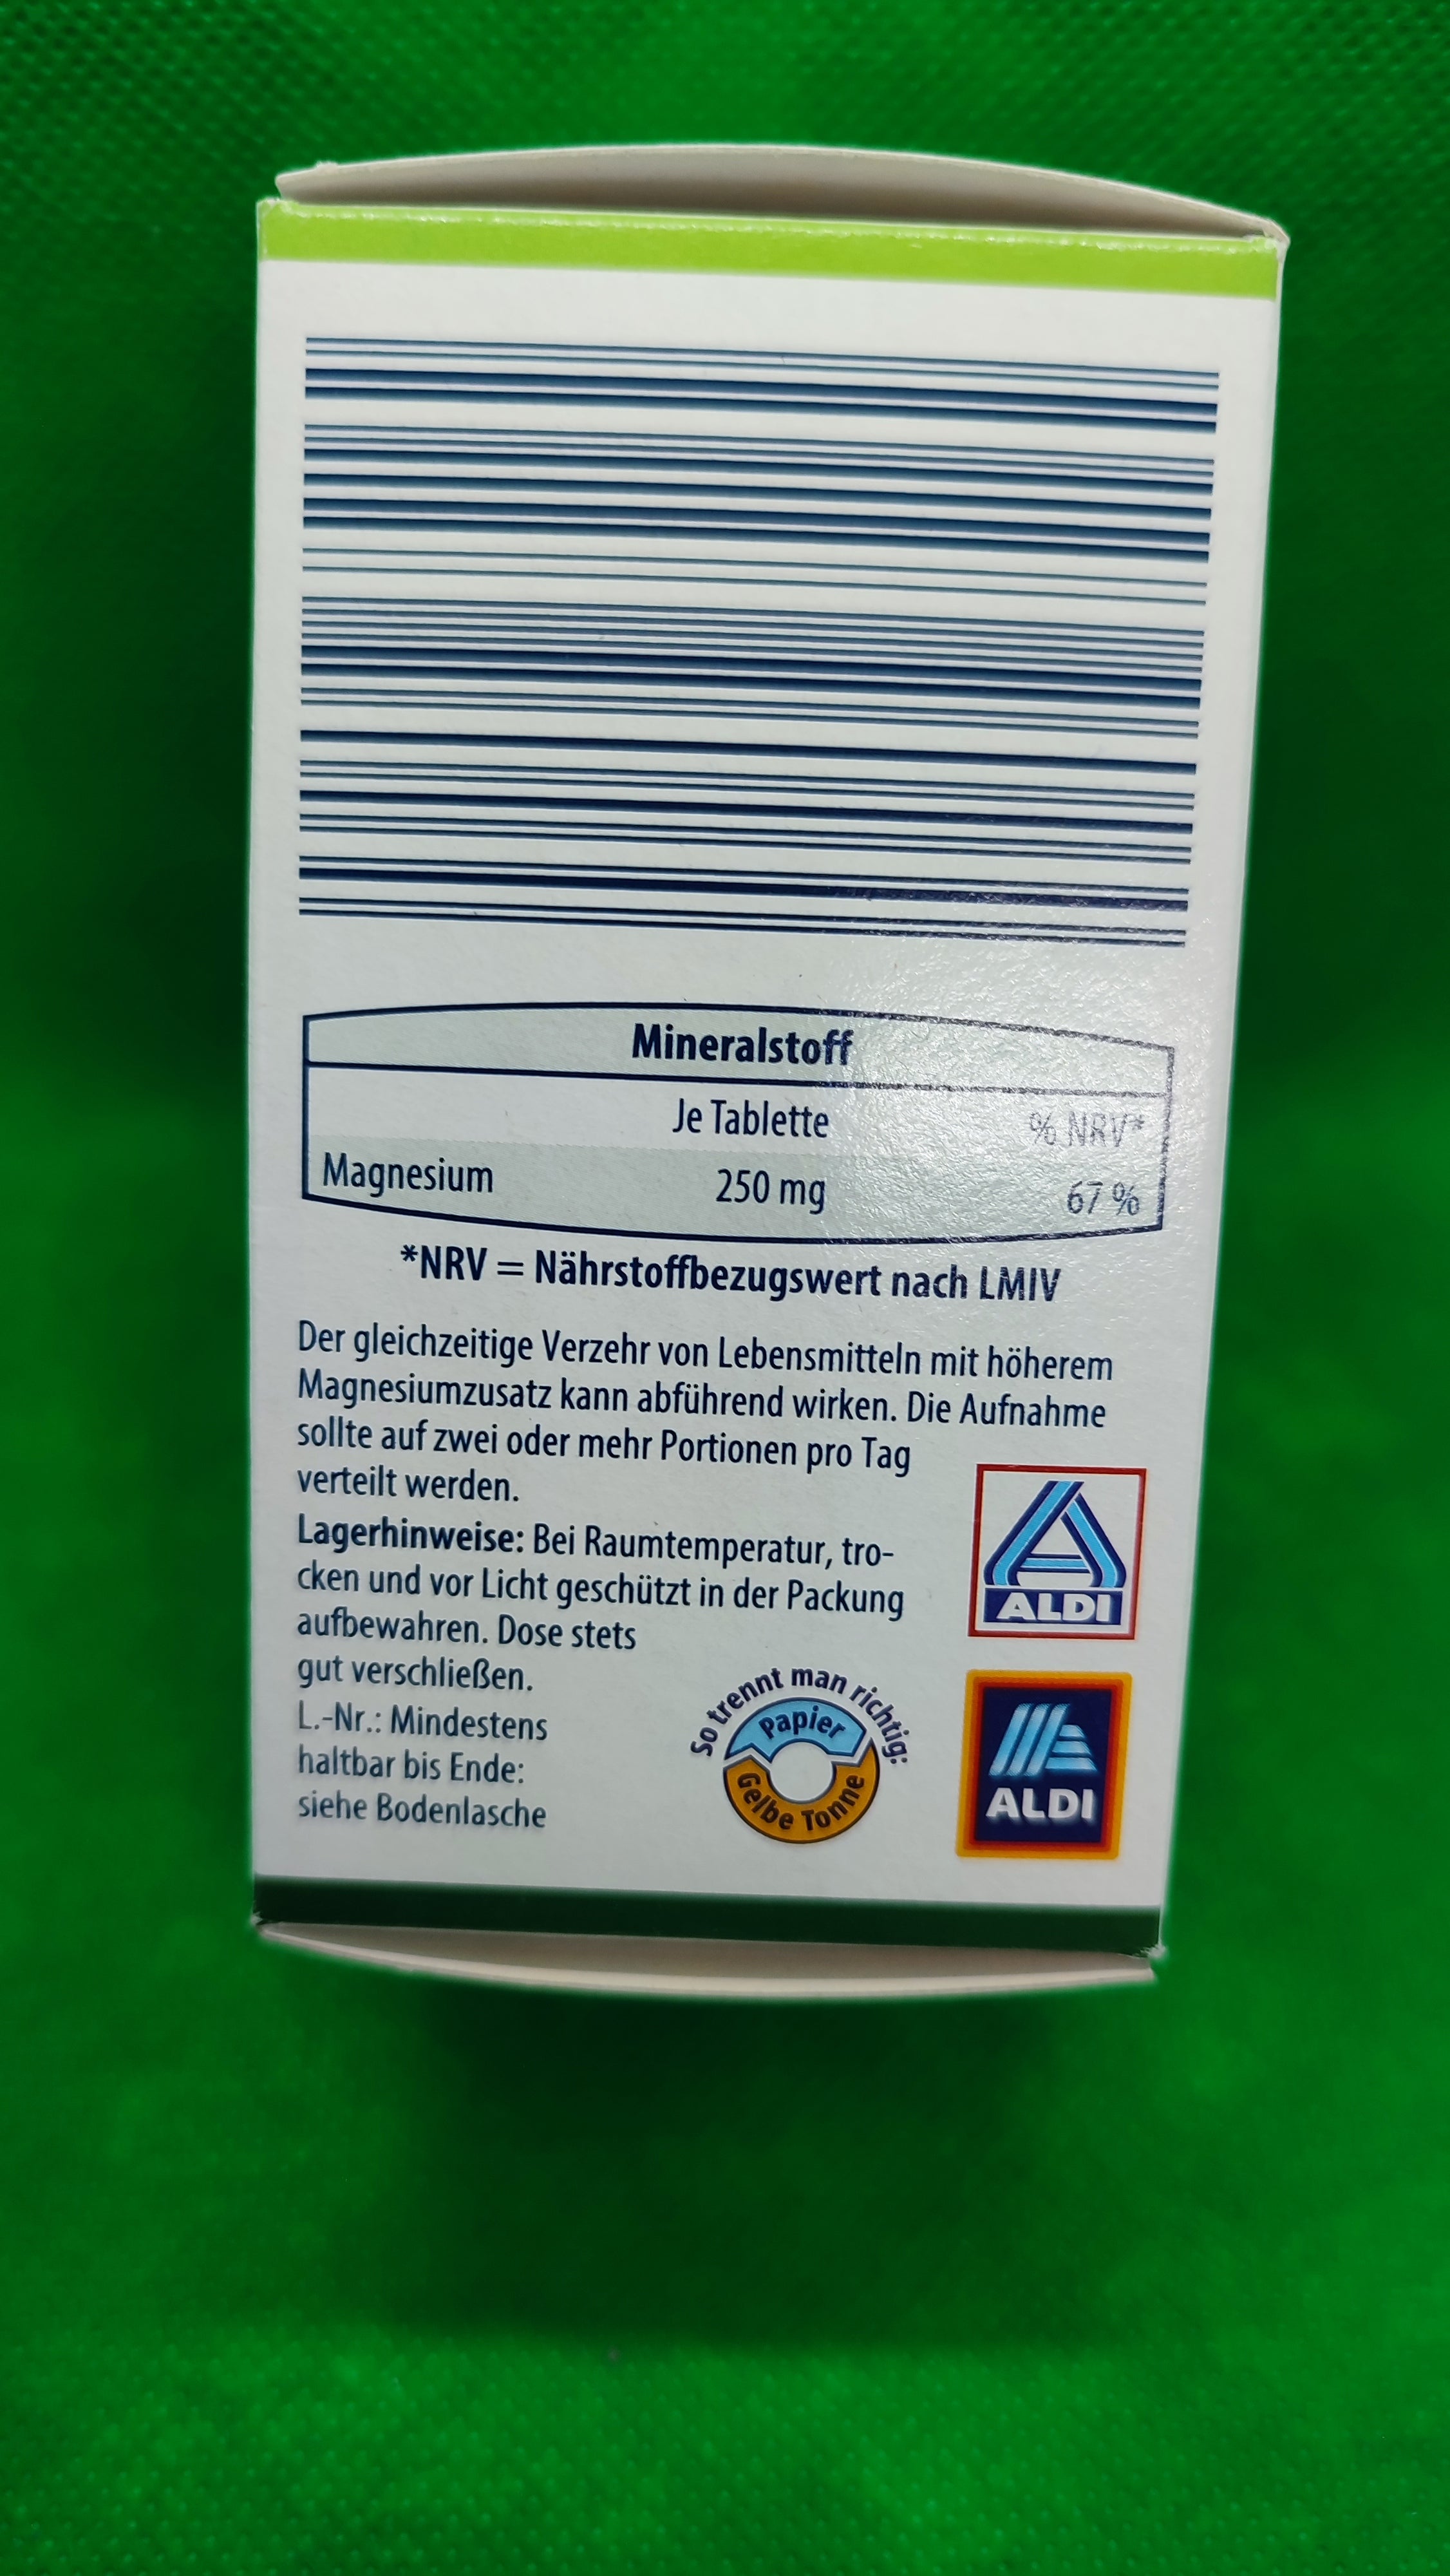 Mineralstoff
Je Tablette % NRV*
Magnesium 250 mg 67 %
*NRV = Nährstoffbezugswert nach LMIV
Der gleichzeitige Verzehr von Lebensmitteln mit höherem
Magnesiumzusatz kann abführend wirken. Die Aufnahme
sollte auf zwei oder mehr Portionen pro Tag
verteilt werden.
Lagerhinweise: Bei Raumtemperatur, tro-
cken und vor Licht geschützt in der Packung
aufbewahren. Dose stets
gut verschließen.
L.-Nr.: Mindestens
haltbar bis Ende:
siehe Bodenlasche
So trennt man richtig:
Papier
Gelbe Tonne
ALDI
ALDI